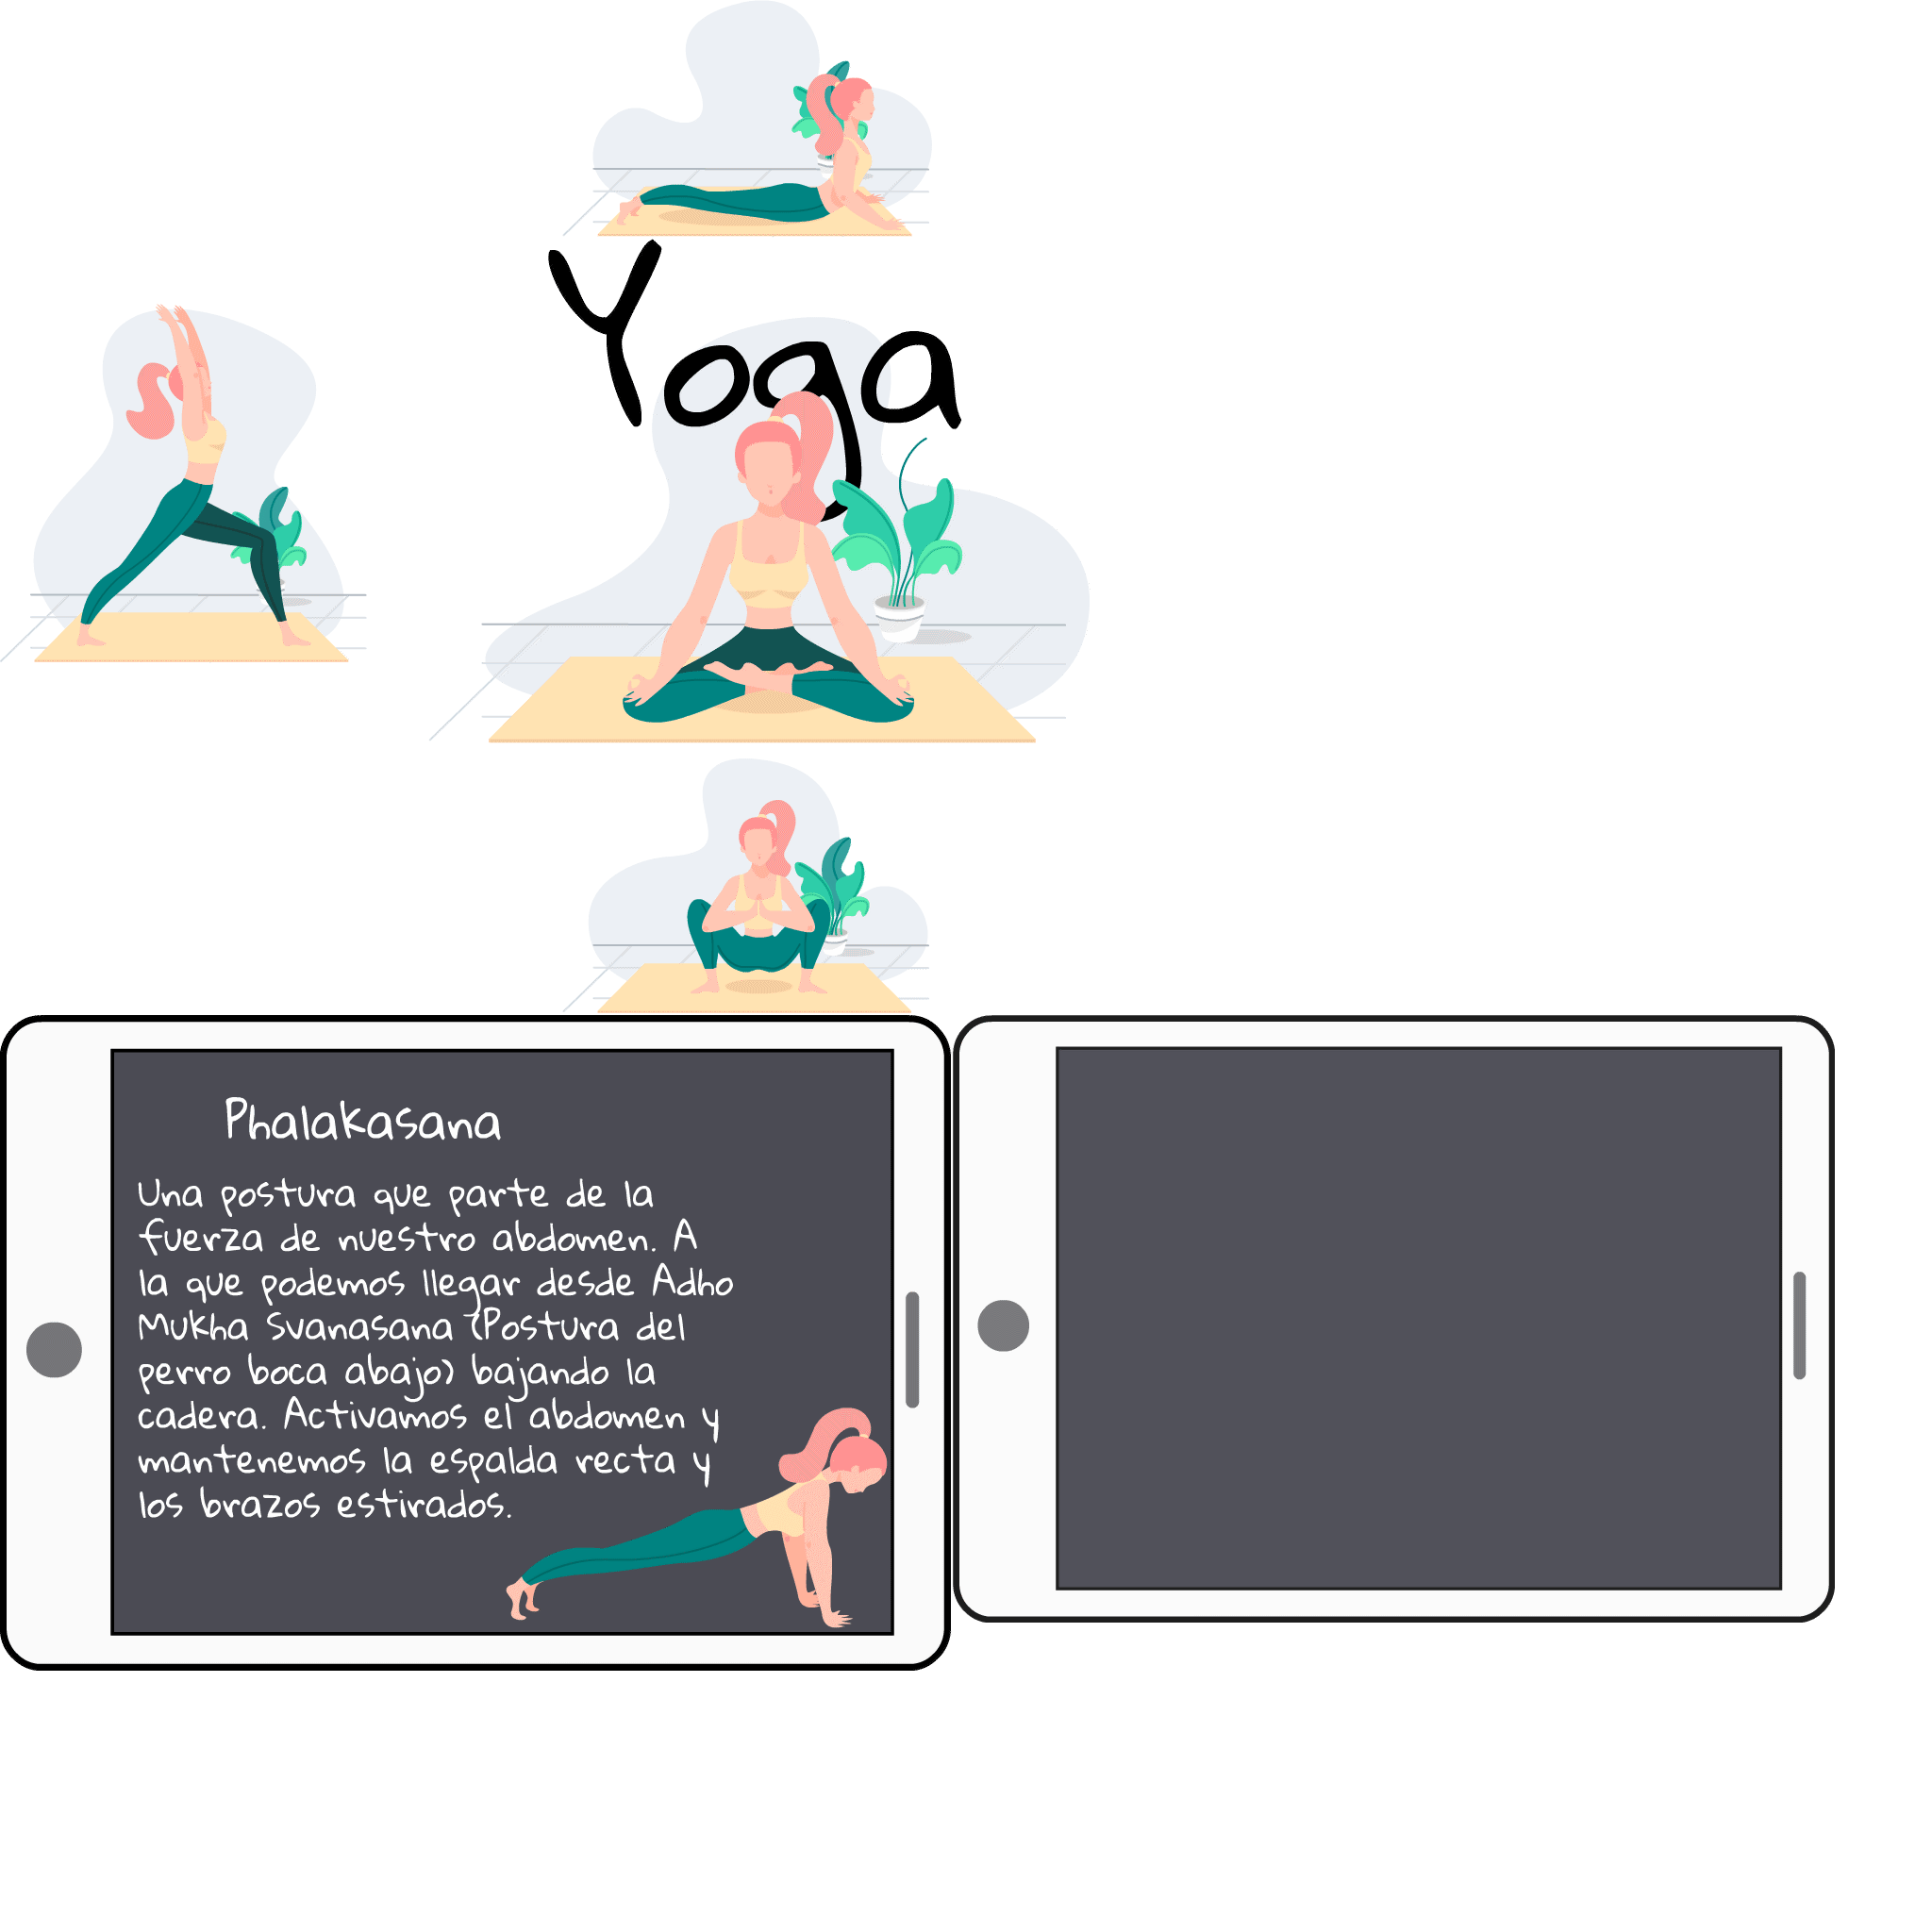 Yoga
Phalakasana
Una postura que parte de la
fuerza de nuestro abdomen. A
la que podemos llegar desde Adho
Mukha Svanasana (Postura del
perro boca abajo) bajando la
cadera. Activamos el abdomen y
mantenemos la espalda recta y
los brazos estirados.